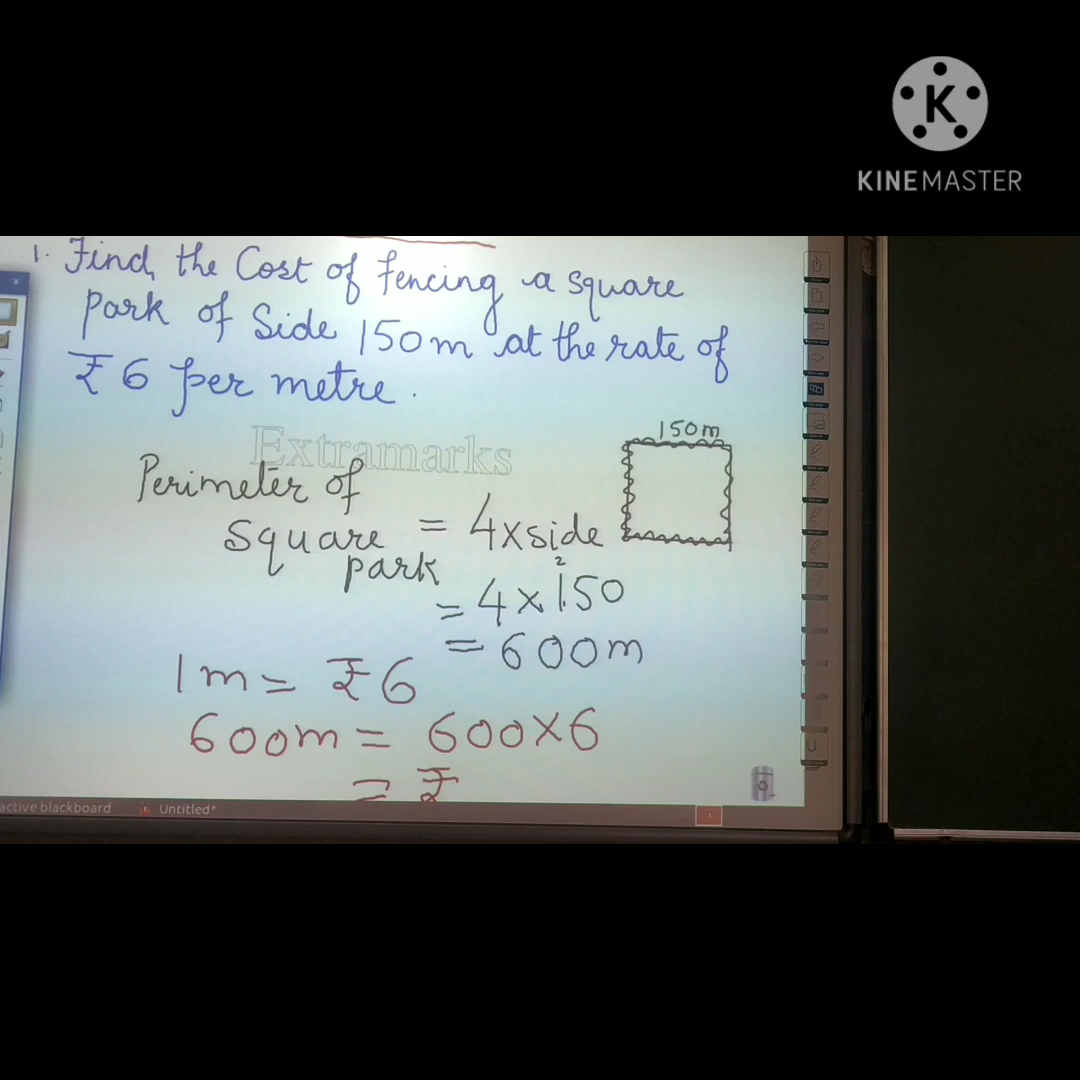 K
KINEMASTER
1. Find the Cost of fencing a square
park of Side 150m at the rate of
₹ 6 per metre.
Extramarks
150m
Perimeter of
square = 4×side
park
2
= 4×150
= 600m
1m = ₹6
600m = 600×6
= ₹
active blackboard
Untitled*